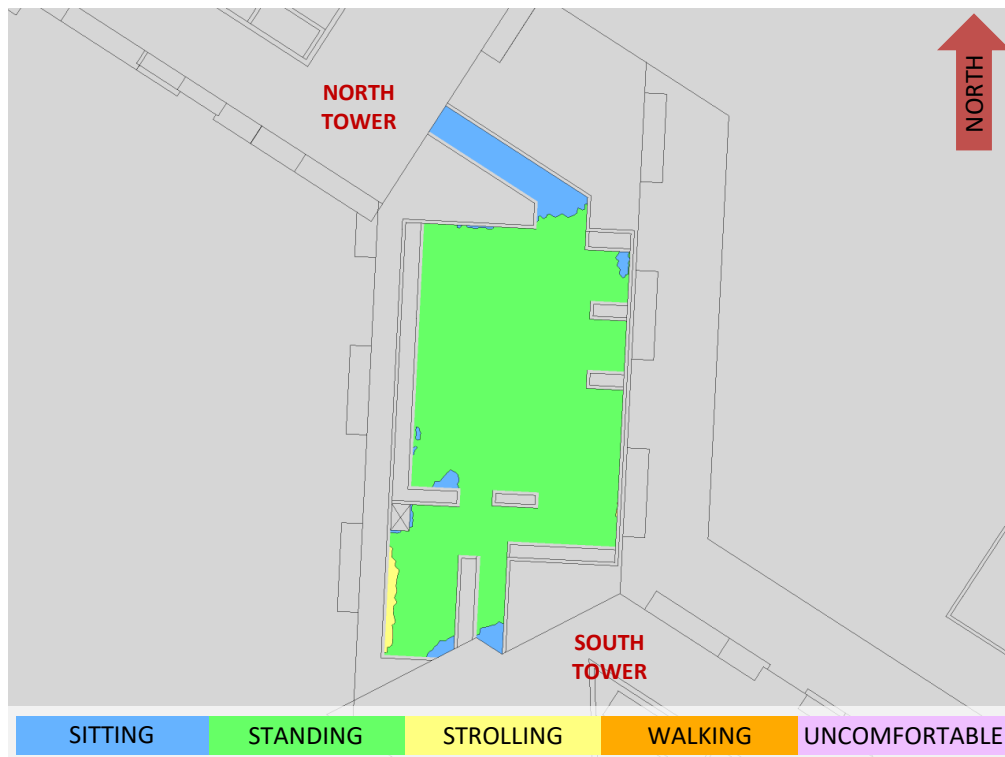 NORTH
TOWER
NORTH
SOUTH
TOWER
SITTING STANDING STROLLING WALKING UNCOMFORTABLE